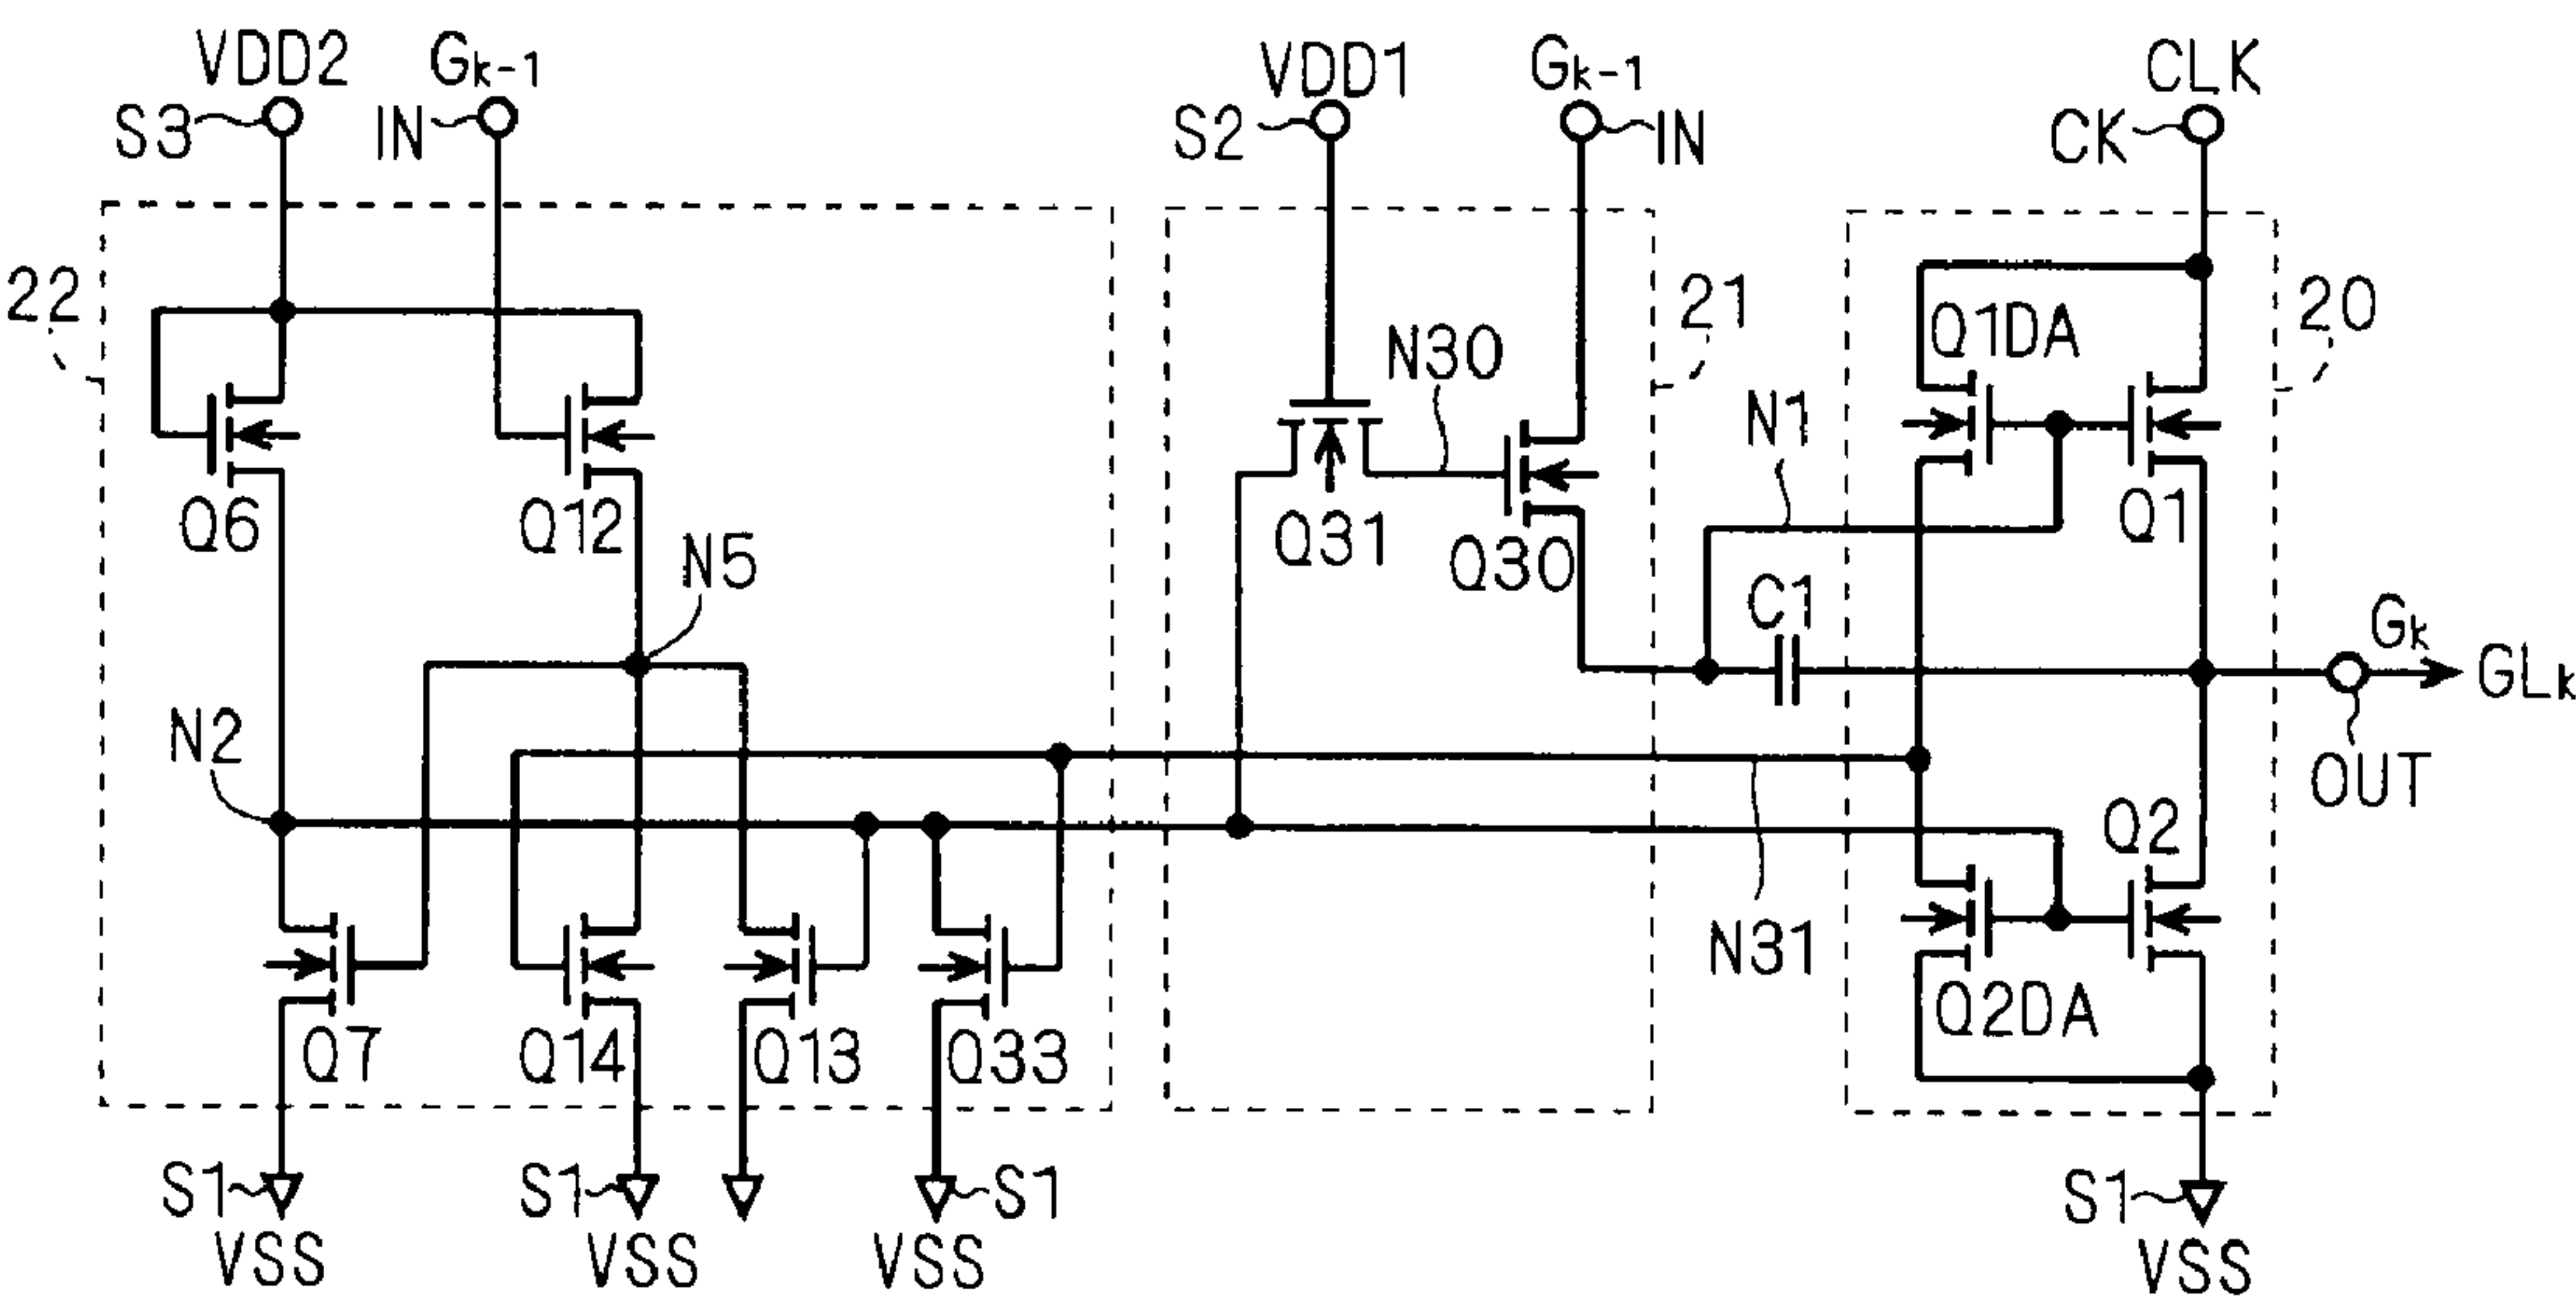 VDD2
Gk-1
VDD1
Gk-1
CLK
S3
IN
S2
IN
CK
22
21
20
Q1DA
N30
N1
Q6
Q12
Q31
Q30
Q1
N5
C1
Gk
GLk
N2
OUT
Q2
N31
Q2DA
Q7
Q14
Q13
Q33
S1
S1
S1
S1
VSS
VSS
VSS
VSS